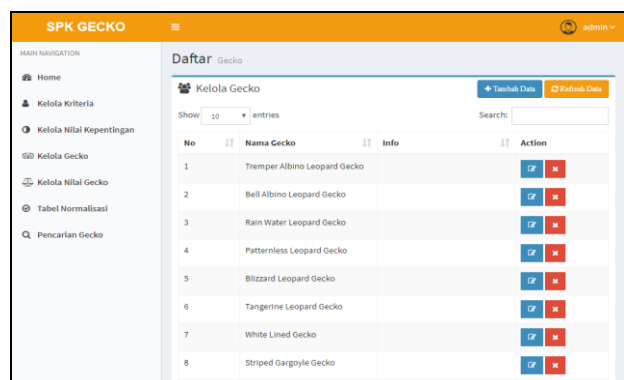 SPK GECKO
admin
MAIN NAVIGATION
Home
Kelola Kriteria
Kelola Nilai Kepentingan
Kelola Gecko
Kelola Nilai Gecko
Tabel Normalisasi
Pencarian Gecko
Daftar Gecko
Kelola Gecko
Tambah Data
Refresh Data
Show 10 entries
Search:
No Nama Gecko Info Action
1 Tremper Albino Leopard Gecko
2 Bell Albino Leopard Gecko
3 Rain Water Leopard Gecko
4 Patternless Leopard Gecko
5 Blizzard Leopard Gecko
6 Tangerine Leopard Gecko
7 White Lined Gecko
8 Striped Gargoyle Gecko